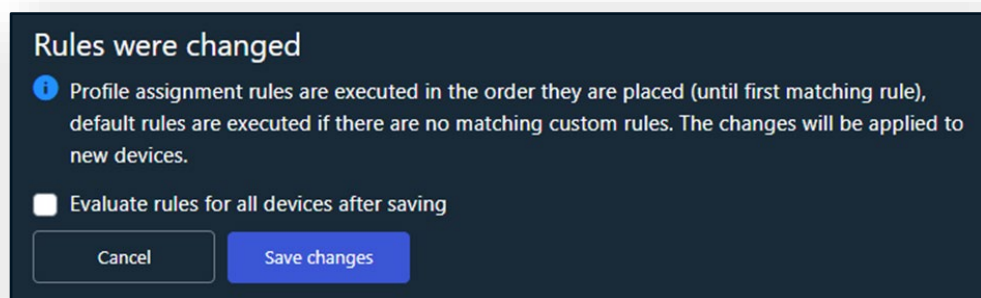 Rules were changed
Profile assignment rules are executed in the order they are placed (until first matching rule),
default rules are executed if there are no matching custom rules. The changes will be applied to
new devices.
Evaluate rules for all devices after saving
Cancel
Save changes